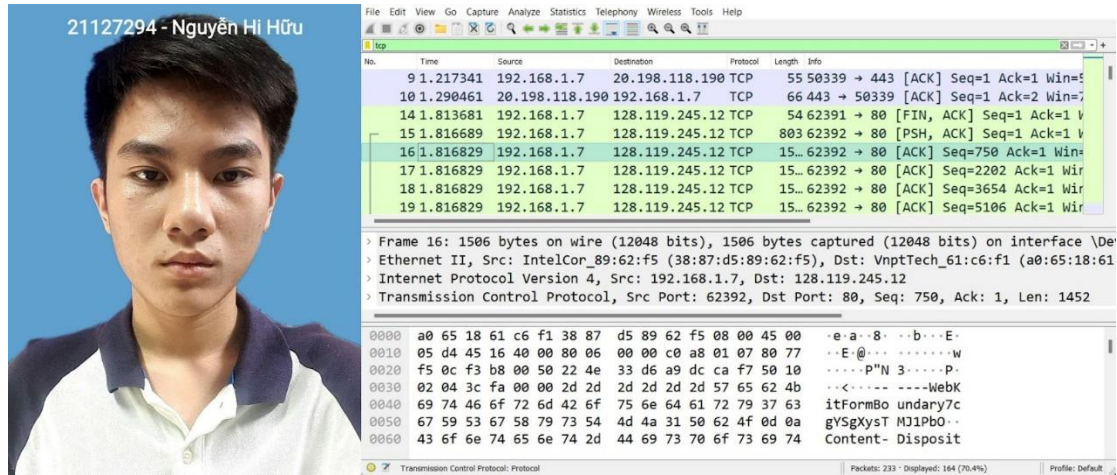 21127294 - Nguyễn Hi Hữu
File Edit View Go Capture Analyze Statistics Telephony Wireless Tools Help
tcp
No. Time Source Destination Protocol Length Info
9 1.217341 192.168.1.7 20.198.118.190 TCP 55 50339 → 443 [ACK] Seq=1 Ack=1 Win=5
10 1.290461 20.198.118.190 192.168.1.7 TCP 66 443 → 50339 [ACK] Seq=1 Ack=2 Win=7
14 1.813681 192.168.1.7 128.119.245.12 TCP 54 62391 → 80 [FIN, ACK] Seq=1 Ack=1 W
15 1.816689 192.168.1.7 128.119.245.12 TCP 803 62392 → 80 [PSH, ACK] Seq=1 Ack=1 W
16 1.816829 192.168.1.7 128.119.245.12 TCP 15… 62392 → 80 [ACK] Seq=750 Ack=1 Win=
17 1.816829 192.168.1.7 128.119.245.12 TCP 15… 62392 → 80 [ACK] Seq=2202 Ack=1 Wir
18 1.816829 192.168.1.7 128.119.245.12 TCP 15… 62392 → 80 [ACK] Seq=3654 Ack=1 Wir
19 1.816829 192.168.1.7 128.119.245.12 TCP 15… 62392 → 80 [ACK] Seq=5106 Ack=1 Wir
> Frame 16: 1506 bytes on wire (12048 bits), 1506 bytes captured (12048 bits) on interface \De
> Ethernet II, Src: IntelCor_89:62:f5 (38:87:d5:89:62:f5), Dst: VnptTech_61:c6:f1 (a0:65:18:61
> Internet Protocol Version 4, Src: 192.168.1.7, Dst: 128.119.245.12
> Transmission Control Protocol, Src Port: 62392, Dst Port: 80, Seq: 750, Ack: 1, Len: 1452
0000 a0 65 18 61 c6 f1 38 87 d5 89 62 f5 08 00 45 00 ·e·a··8· ··b···E·
0010 05 d4 45 16 40 00 80 06 00 00 c0 a8 01 07 80 77 ··E·@··· ·······w
0020 f5 0c f3 b8 00 50 22 4e 33 d6 a9 dc ca f7 50 10 ·····P"N 3·····P·
0030 02 04 3c fa 00 00 2d 2d 2d 2d 2d 2d 57 65 62 4b ··<···-- ----WebK
0040 69 74 46 6f 72 6d 42 6f 75 6e 64 61 72 79 37 63 itFormBo undary7c
0050 67 59 53 67 58 79 73 54 4d 4a 31 50 62 4f 0d 0a gYSgXysT MJ1PbO··
0060 43 6f 6e 74 65 6e 74 2d 44 69 73 70 6f 73 69 74 Content- Disposit
Transmission Control Protocol: Protocol Packets: 233 · Displayed: 164 (70.4%) Profile: Default